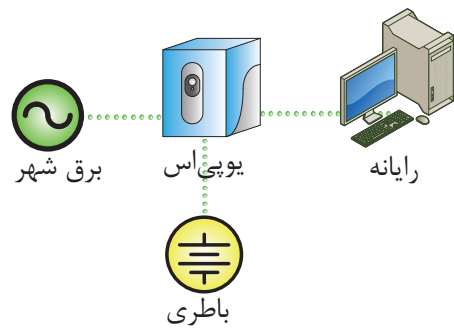 رایانه
یوپی‌اس
برق شهر
باطری